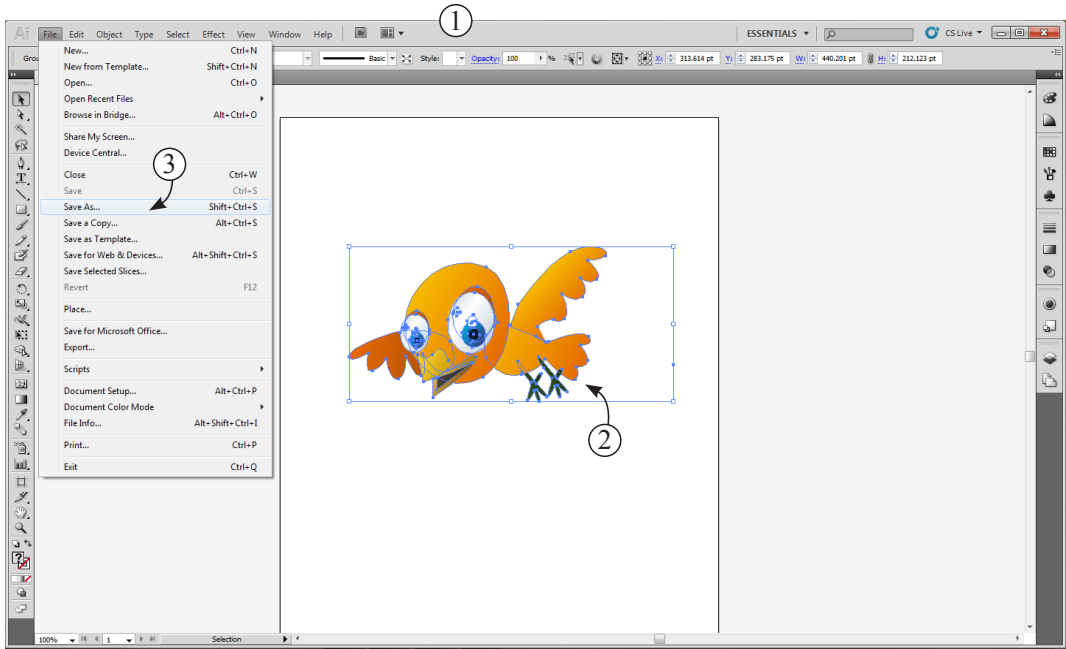 1
Ai File Edit Object Type Select Effect View Window Help Br ESSENTIALS CS Live
Grou Basic Style: Opacity: 100 % X: 313.614 pt Y: 283.175 pt W: 440.201 pt H: 212.123 pt
New... Ctrl+N
New from Template... Shift+Ctrl+N
Open... Ctrl+O
Open Recent Files
Browse in Bridge... Alt+Ctrl+O
Share My Screen...
Device Central...
3
Close Ctrl+W
Save Ctrl+S
Save As... Shift+Ctrl+S
Save a Copy... Alt+Ctrl+S
Save as Template...
Save for Web & Devices... Alt+Shift+Ctrl+S
Save Selected Slices...
Revert F12
Place...
Save for Microsoft Office...
Export...
Scripts
Document Setup... Alt+Ctrl+P
Document Color Mode
File Info... Alt+Shift+Ctrl+I
2
Print... Ctrl+P
Exit Ctrl+Q
T
?
100% 1 Selection